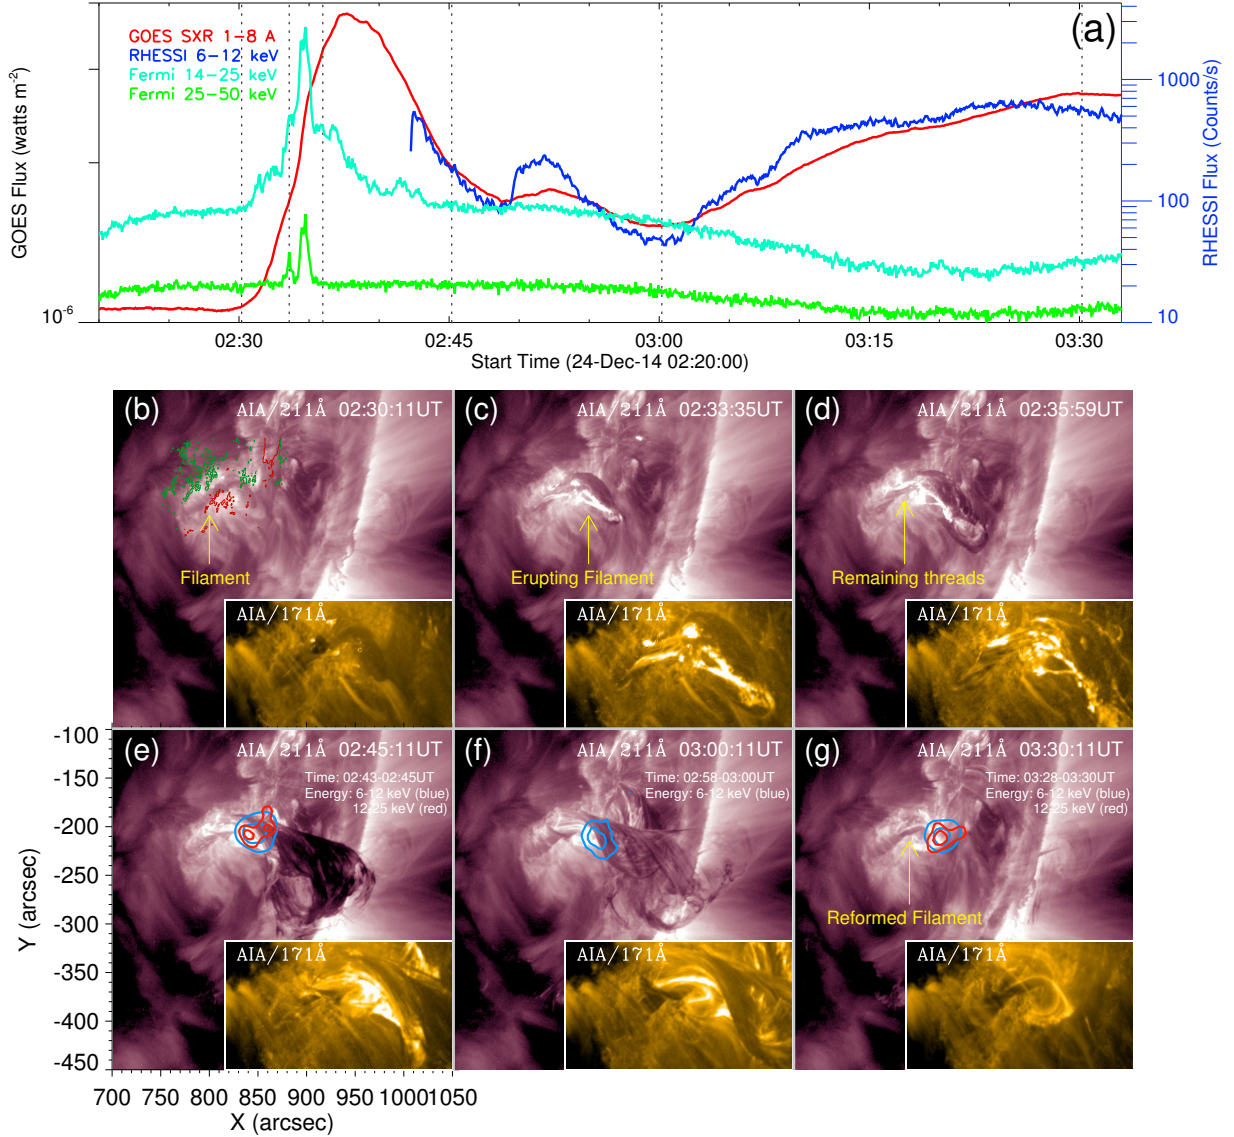 (a)
GOES SXR 1-8 A
RHESSI 6-12 keV
Fermi 14-25 keV
Fermi 25-50 keV
GOES Flux (watts m-2)
10-6
1000
100
10
RHESSI Flux (Counts/s)
02:30 02:45 03:00 03:15 03:30
Start Time (24-Dec-14 02:20:00)
(b) AIA/211Å 02:30:11UT
Filament
AIA/171Å
(c) AIA/211Å 02:33:35UT
Erupting Filament
AIA/171Å
(d) AIA/211Å 02:35:59UT
Remaining threads
AIA/171Å
(e) AIA/211Å 02:45:11UT
Time: 02:43-02:45UT
Energy: 6-12 keV (blue)
12-25 keV (red)
AIA/171Å
(f) AIA/211Å 03:00:11UT
Time: 02:58-03:00UT
Energy: 6-12 keV (blue)
AIA/171Å
(g) AIA/211Å 03:30:11UT
Time: 03:28-03:30UT
Energy: 6-12 keV (blue)
12-25 keV (red)
Reformed Filament
AIA/171Å
-100
-150
-200
-250
-300
-350
-400
-450
Y (arcsec)
700 750 800 850 900 950 1000 1050
X (arcsec)